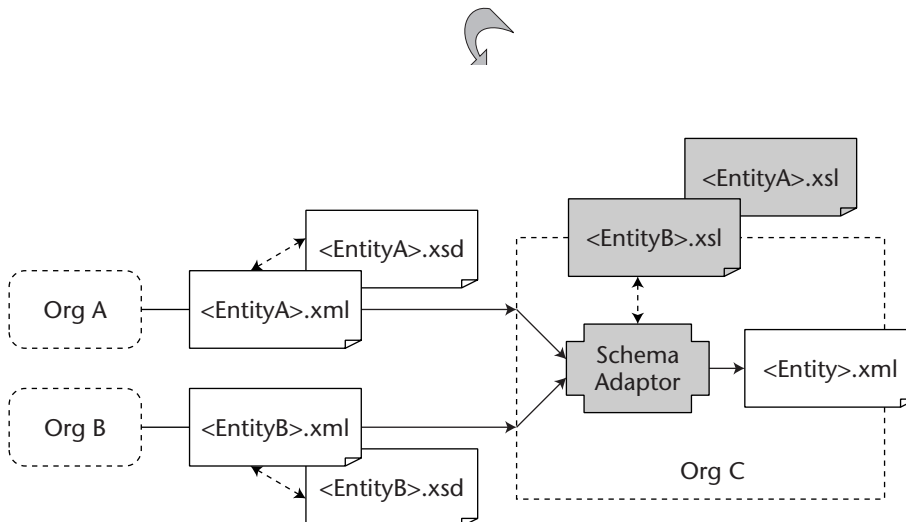 <EntityA>.xsl
<EntityB>.xsl
<EntityA>.xsd
Org A
<EntityA>.xml
Schema
Adaptor
<Entity>.xml
Org B
<EntityB>.xml
Org C
<EntityB>.xsd